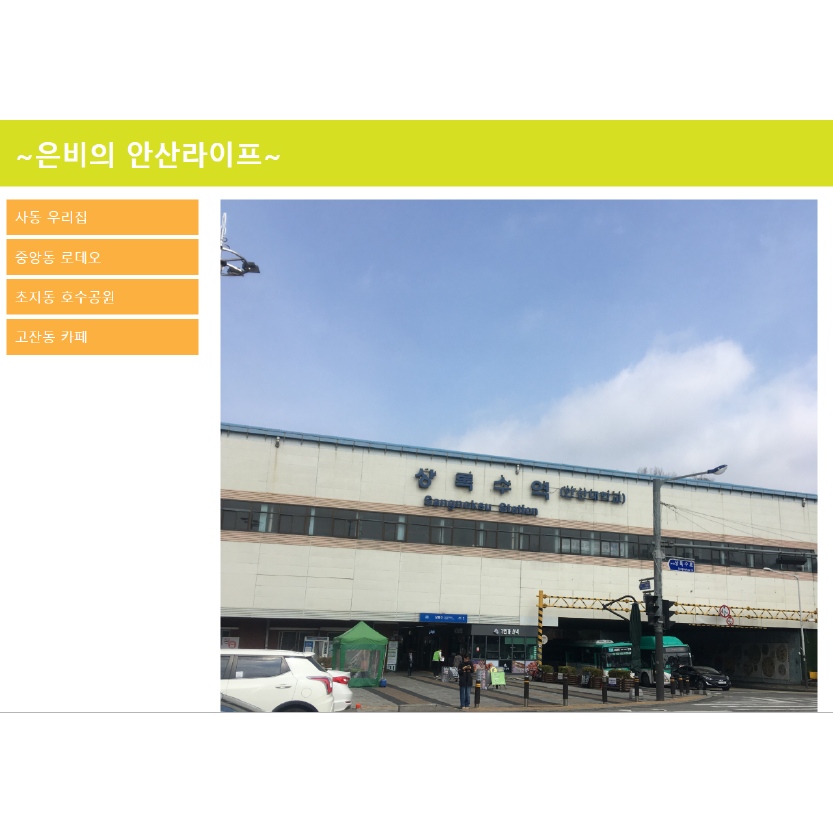 ~은비의 안산라이프~
사동 우리집
중앙동 로데오
초지동 호수공원
고잔동 카페
상록수역
Sangnoksu Station